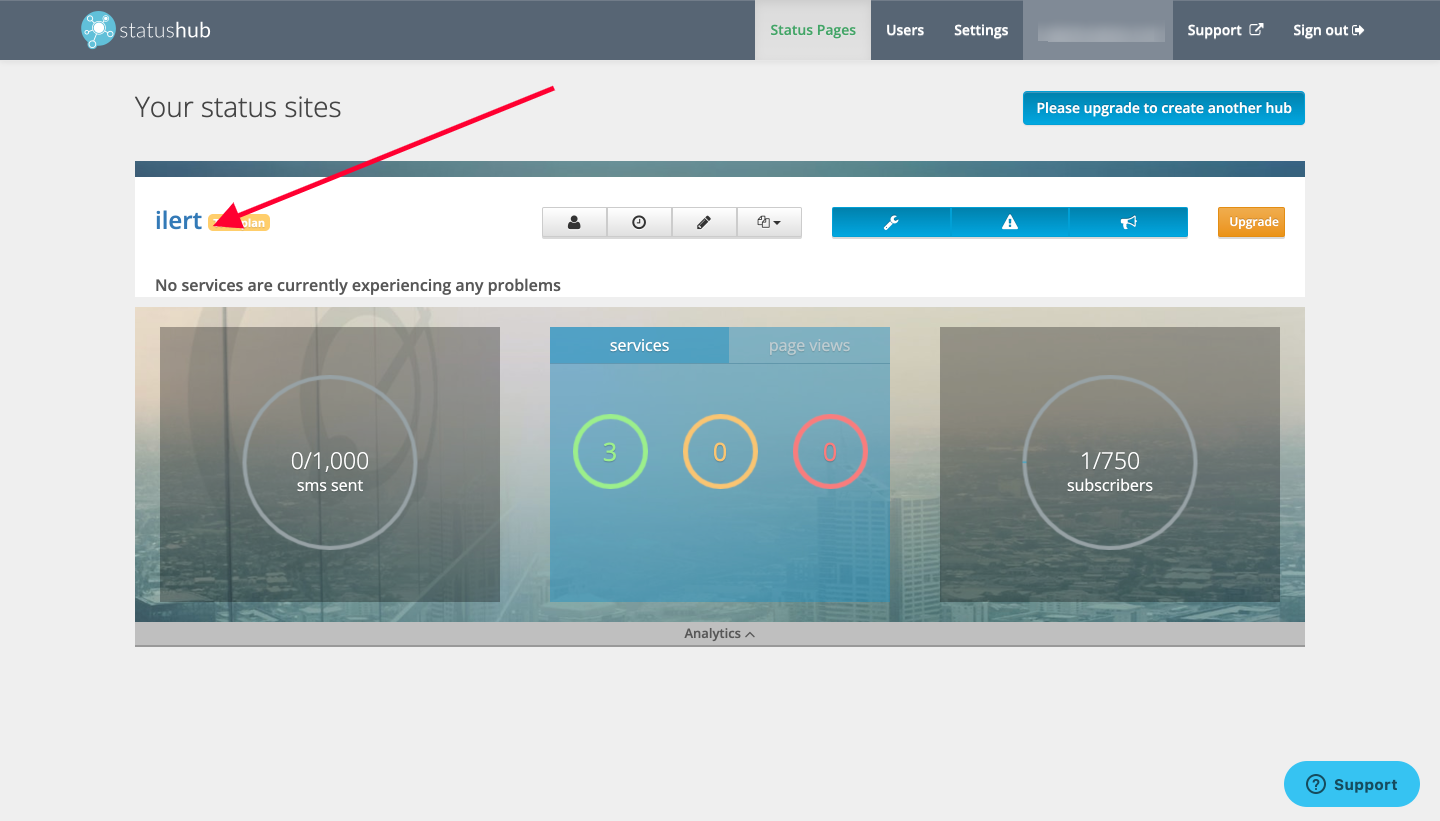 statushub
Status Pages Users Settings Support Sign out
Your status sites
Please upgrade to create another hub
ilert plan
Upgrade
No services are currently experiencing any problems
services page views
0/1,000
sms sent
3 0 0
1/750
subscribers
Analytics
Support